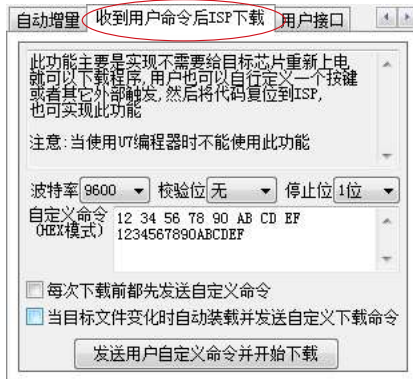 自动增量 收到用户命令后ISP下载 用户接口
此功能主要是实现不需要给目标芯片重新上电
就可以下载程序,用户也可以自行定义一个按键
或者其它外部触发,然后将代码复位到ISP,
也可实现此功能
注意:当使用U7编程器时不能使用此功能
波特率 9600 校验位 无 停止位 1位
自定义命令 12 34 56 78 90 AB CD EF
(HEX模式) 1234567890ABCDEF
每次下载前都先发送自定义命令
当目标文件变化时自动装载并发送自定义下载命令
发送用户自定义命令并开始下载